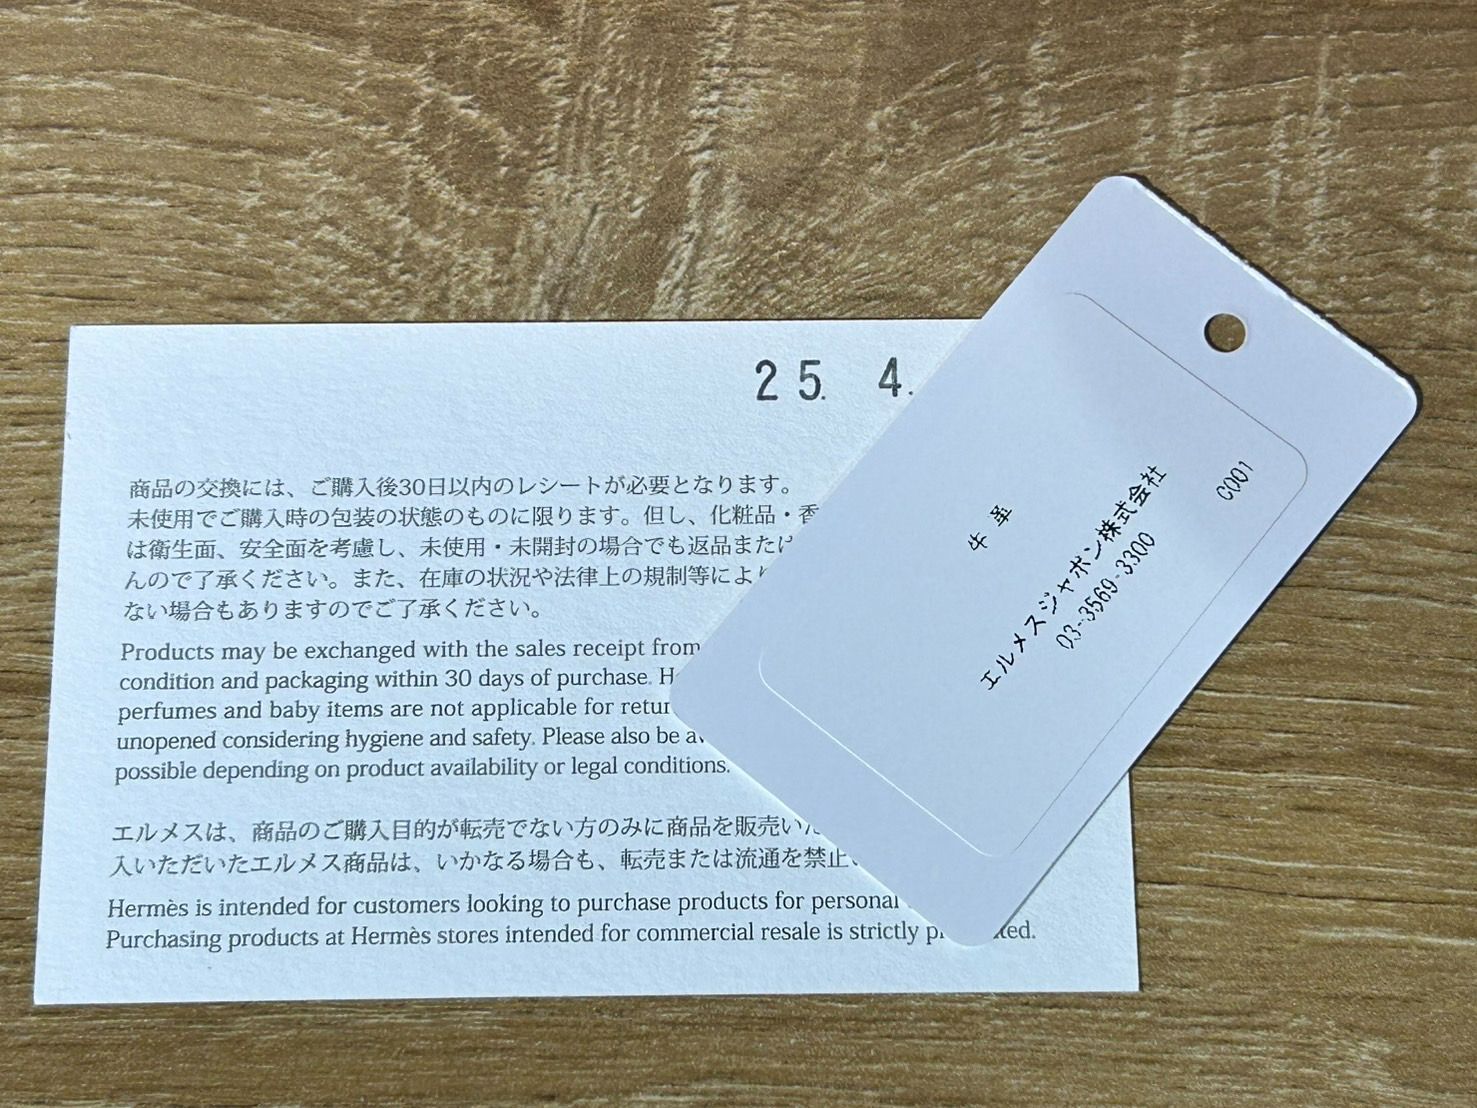 25. 4.
商品の交換には、ご購入後30日以内のレシートが必要となります。
未使用でご購入時の包装の状態のものに限ります。但し、化粧品・香
は衛生面、安全面を考慮し、未使用・未開封の場合でも返品または
んので了承ください。また、在庫の状況や法律上の規制等により
ない場合もありますのでご了承ください。
Products may be exchanged with the sales receipt from
condition and packaging within 30 days of purchase.
perfumes and baby items are not applicable for
unopened considering hygiene and safety. Please also be
possible depending on product availability or legal conditions.
エルメスは、商品のご購入目的が転売でない方のみに商品を販売い
入いただいたエルメス商品は、いかなる場合も、転売または流通を禁止
Hermès is intended for customers looking to purchase products for personal
Purchasing products at Hermès stores intended for commercial resale is strictly
牛革
エルメスジャポン株式会社
03-3569-3300
C001